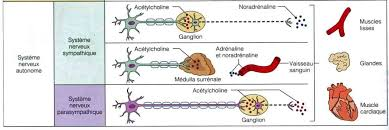 Système
nerveux
autonome
Système
nerveux
sympathique
Système
nerveux
parasympathique
Acétylcholine
Noradrénaline
Ganglion
Acétylcholine
Adrénaline
et noradrénaline
Médulla surrénale
Vaisseau
sanguin
Acétylcholine
Acétylcholine
Ganglion
Muscles
lisses
Glandes
Muscle
cardiaque